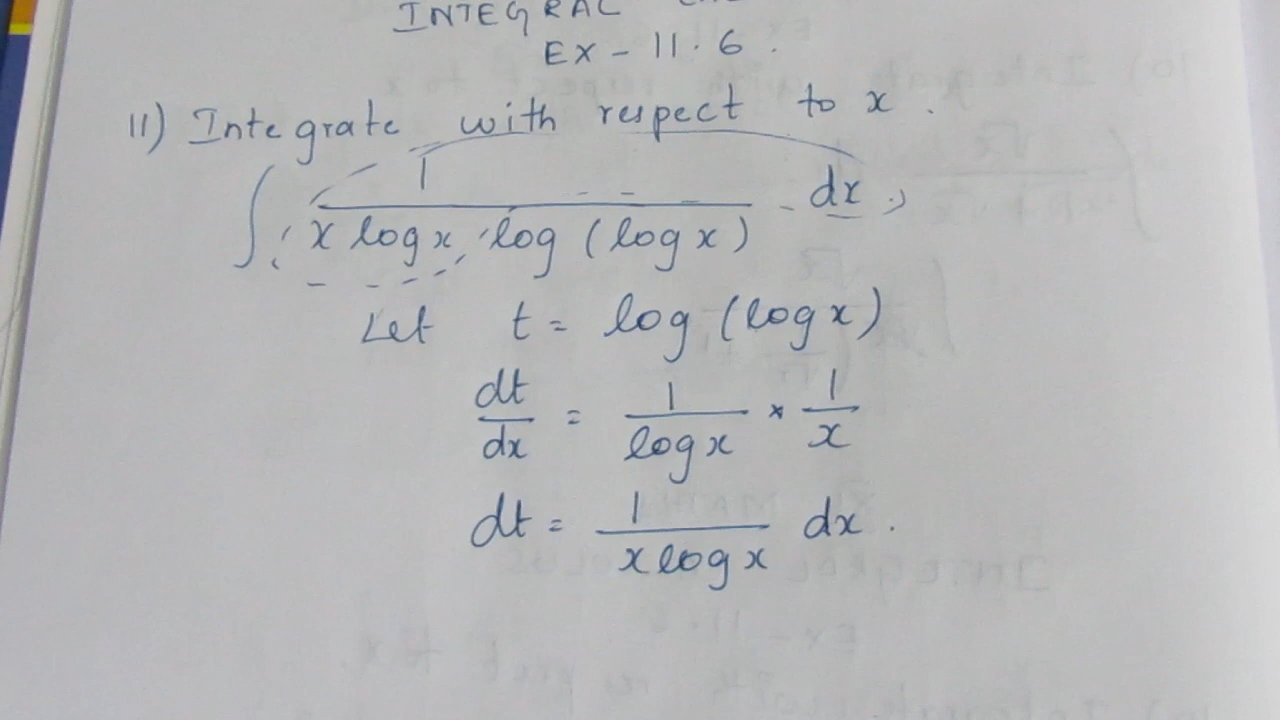 INTEGRAL
EX - 11.6.
11) Integrate with respect to x.
∫ 1 / (x log x . log (log x)) dx,
Let t = log (log x)
dt/dx = 1/log x * 1/x
dt = 1/(x log x) dx.